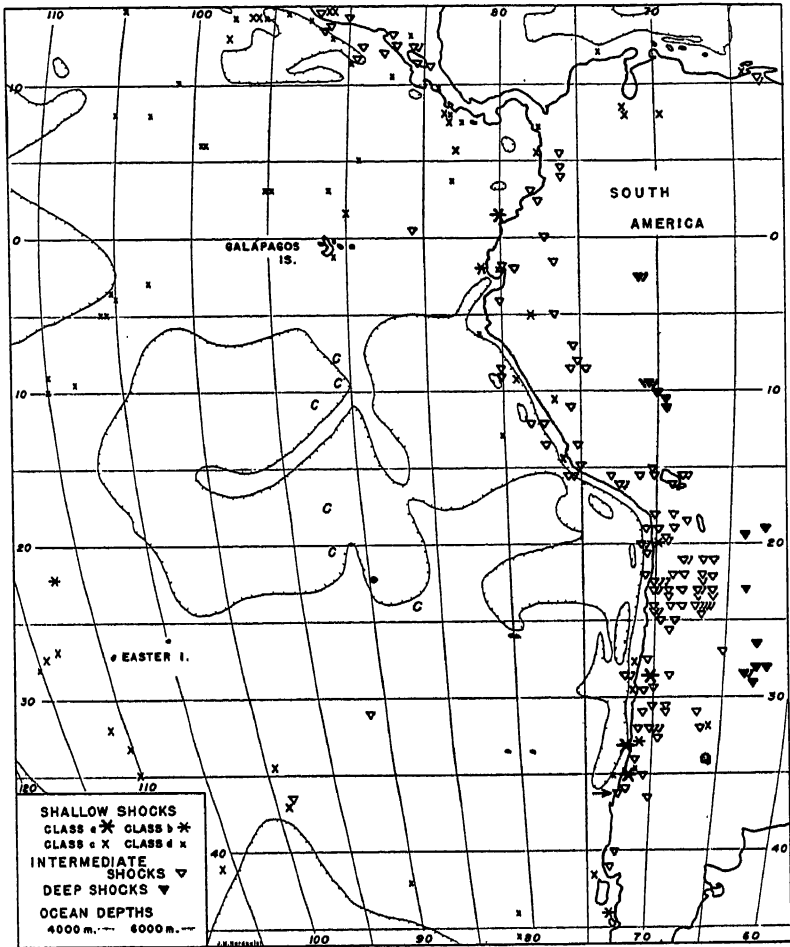 110 100 80 70
10
SOUTH
AMERICA
0 GALAPAGOS 0
IS.
C
C
10 C 10
C
20 C 20
C
EASTER I.
30 30
120 110
SHALLOW SHOCKS
CLASS a CLASS b
CLASS c x CLASS d x
INTERMEDIATE
SHOCKS
DEEP SHOCKS
OCEAN DEPTHS
4000 m. 6000 m.
40 40
100 90 80 70 60